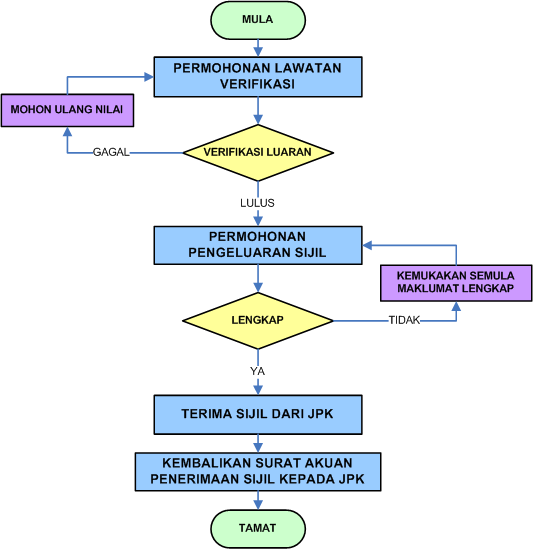 MULA
PERMOHONAN LAWATAN
VERIFIKASI
MOHON ULANG NILAI
VERIFIKASI LUARAN
GAGAL
LULUS
PERMOHONAN
PENGELUARAN SIJIL
KEMUKAKAN SEMULA
MAKLUMAT LENGKAP
LENGKAP
TIDAK
YA
TERIMA SIJIL DARI JPK
KEMBALIKAN SURAT AKUAN
PENERIMAAN SIJIL KEPADA JPK
TAMAT